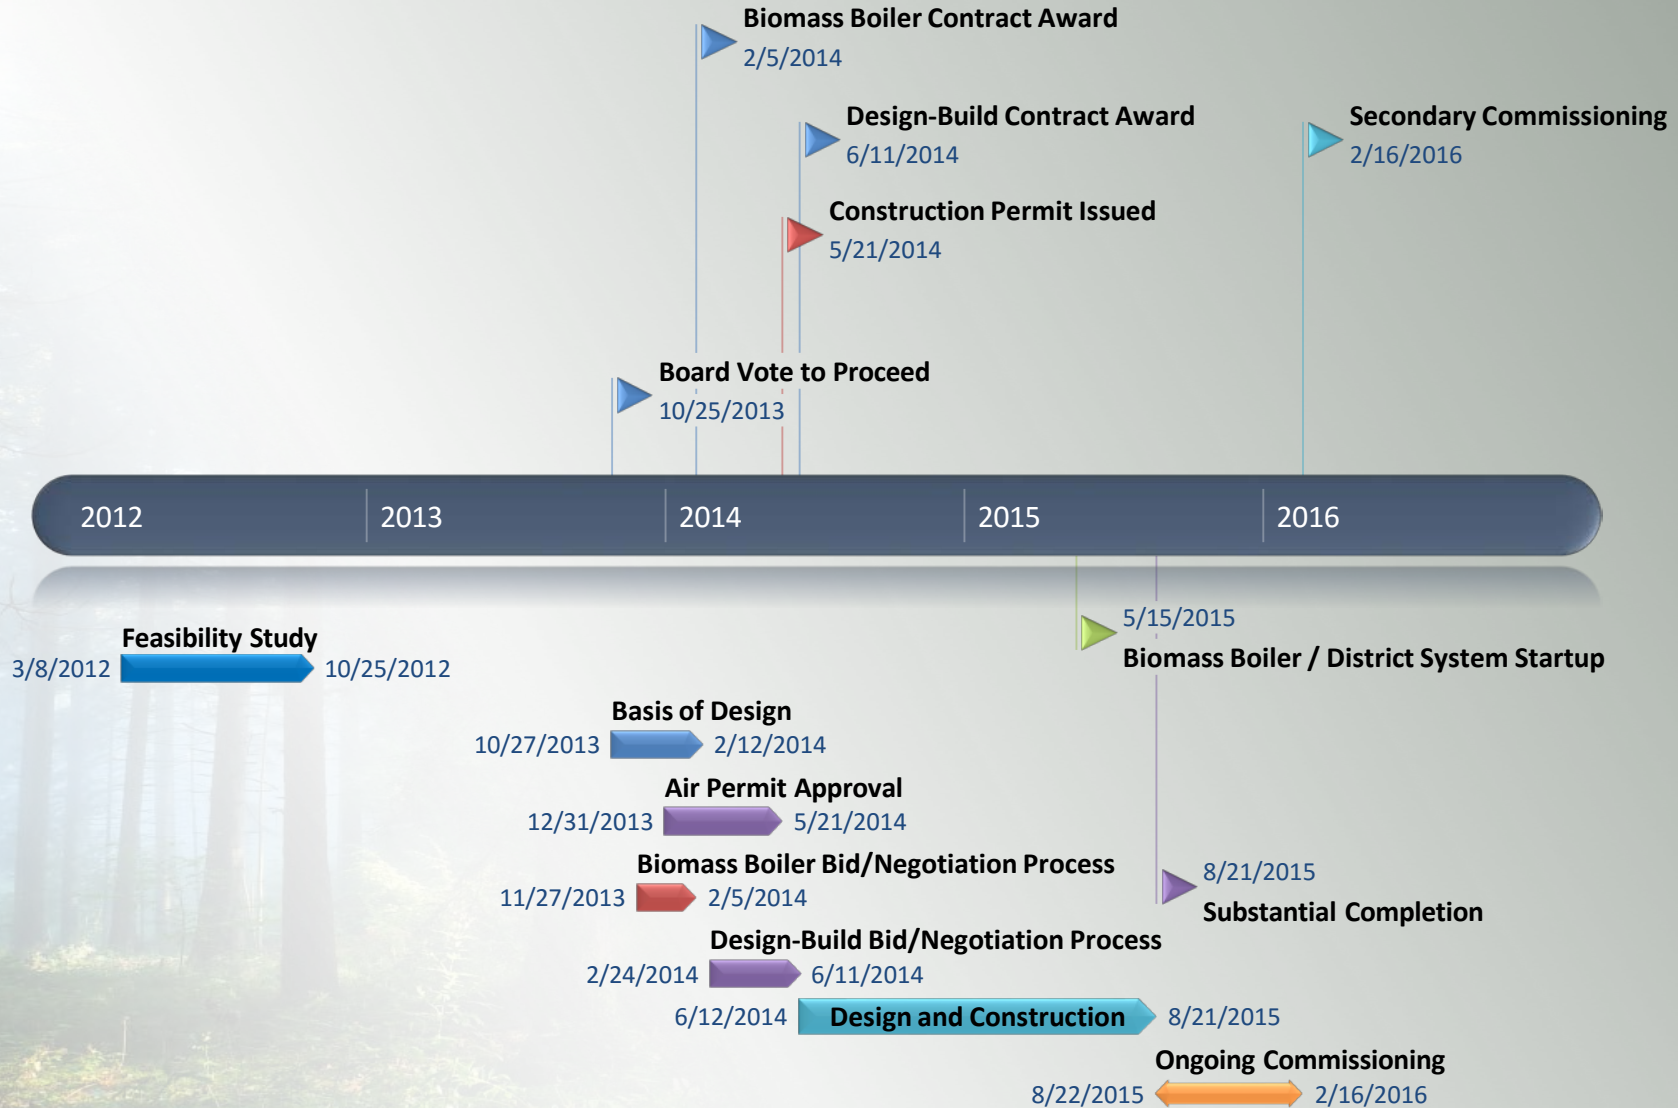 Biomass Boiler Contract Award
2/5/2014
Design-Build Contract Award
6/11/2014
Secondary Commissioning
2/16/2016
Construction Permit Issued
5/21/2014
Board Vote to Proceed
10/25/2013
2012 2013 2014 2015 2016
5/15/2015
Biomass Boiler / District System Startup
Feasibility Study
3/8/2012 10/25/2012
Basis of Design
10/27/2013 2/12/2014
Air Permit Approval
12/31/2013 5/21/2014
Biomass Boiler Bid/Negotiation Process
11/27/2013 2/5/2014
8/21/2015
Substantial Completion
Design-Build Bid/Negotiation Process
2/24/2014 6/11/2014
6/12/2014 Design and Construction 8/21/2015
Ongoing Commissioning
8/22/2015 2/16/2016